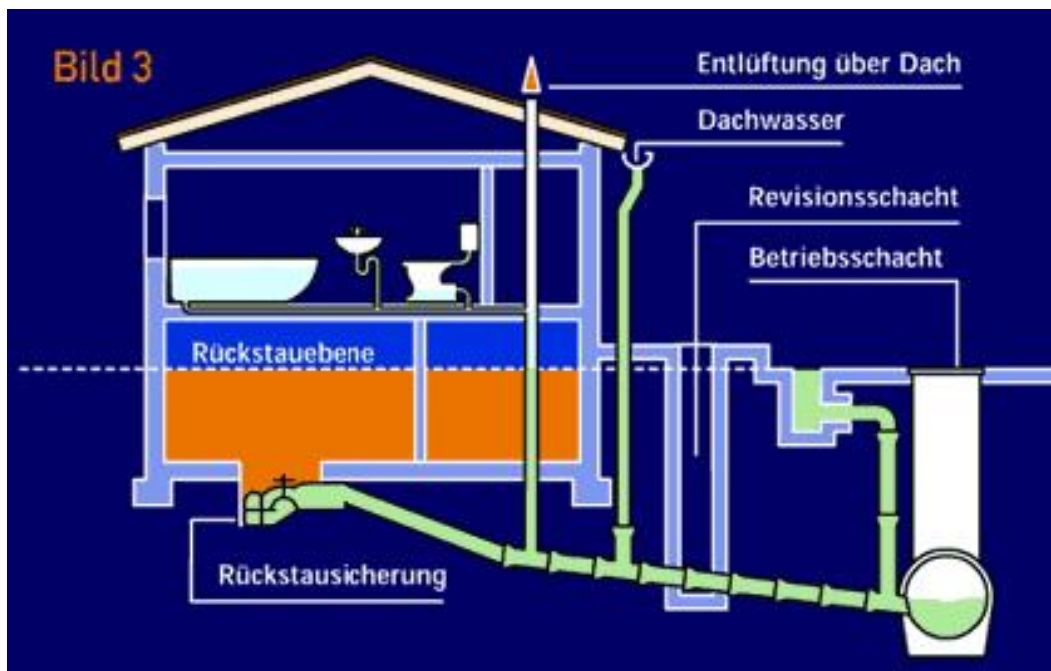 Bild 3
Entlüftung über Dach
Dachwasser
Revisionsschacht
Betriebsschacht
Rückstauebene
Rückstausicherung